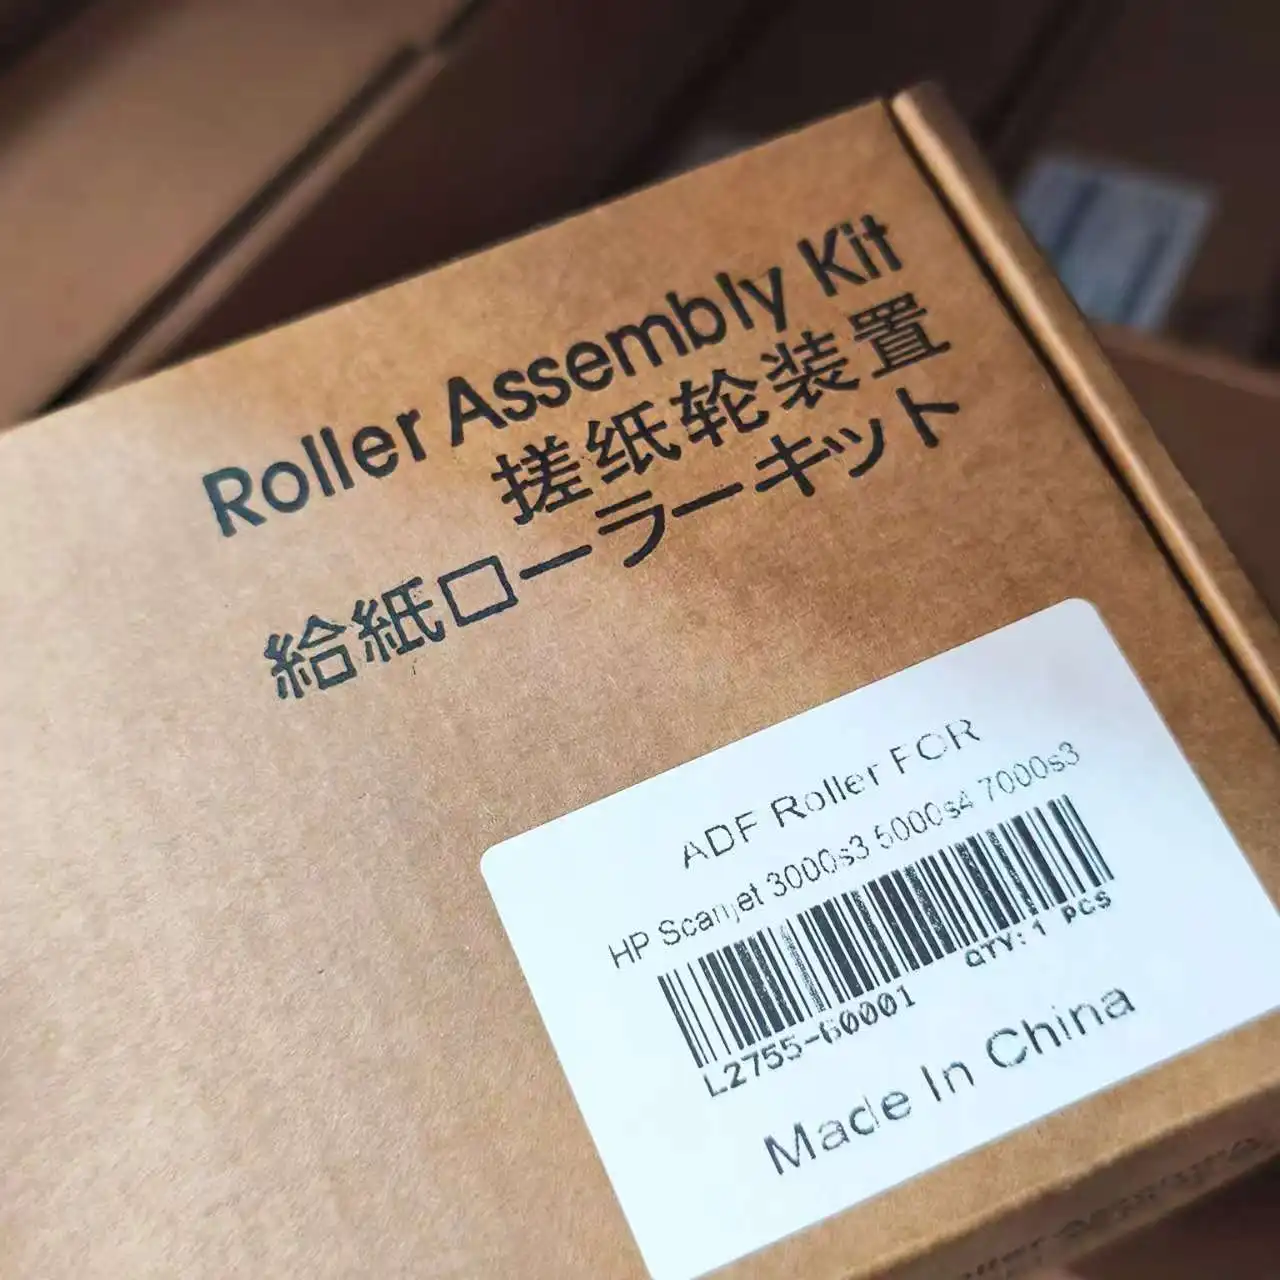 Roller Assembly Kit
搓纸轮装置
給紙ローラーキット
ADF Roller FOR
HP Scanjet 3000s3 5000s4 7000s3
L2755-60001
QTY:1 PCS
Made In China